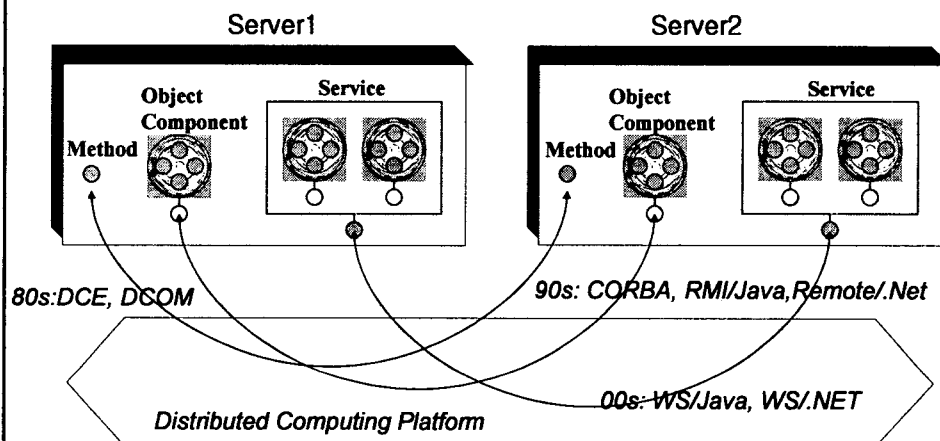 Server1
Server2
Object
Component
Service
Method
Object
Component
Service
Method
80s:DCE, DCOM
90s: CORBA, RMI/Java,Remote/.Net
00s: WS/Java, WS/.NET
Distributed Computing Platform